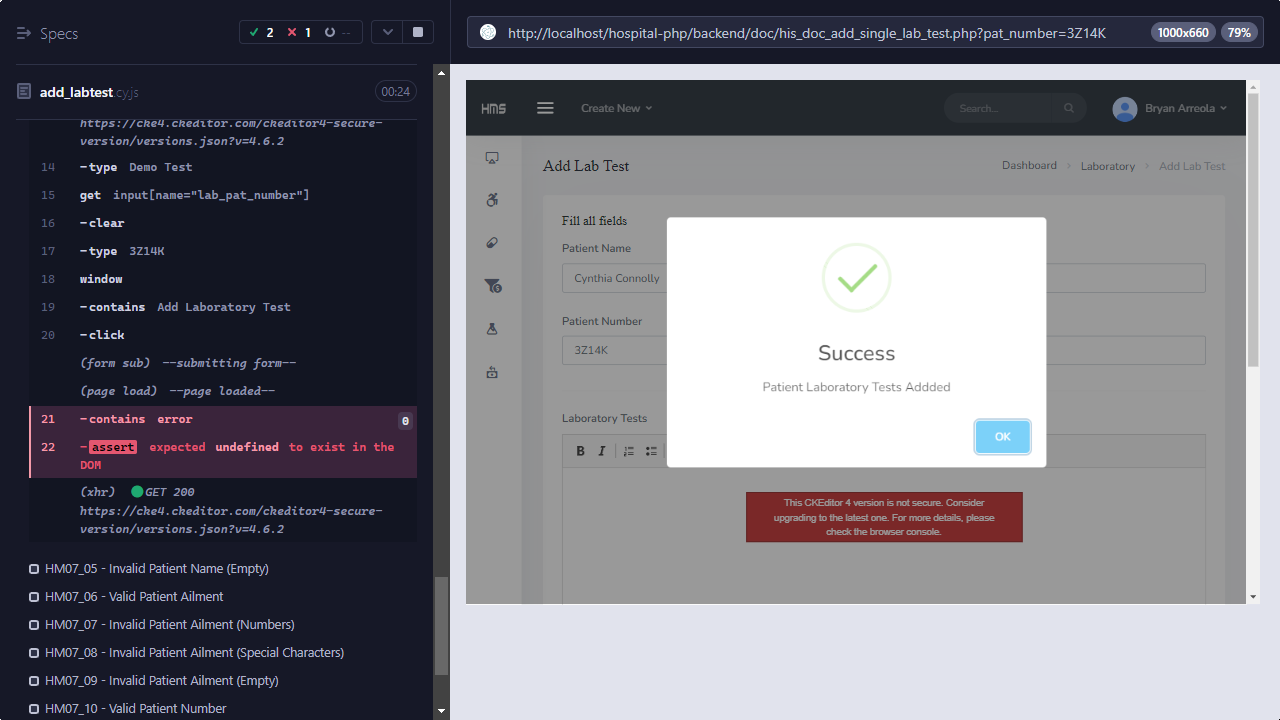 Specs
2
1
--
http://localhost/hospital-php/backend/doc/his_doc_add_single_lab_test.php?pat_number=3Z14K
1000x660
79%
add_labtest.cy.js
00:24
https://cke4.ckeditor.com/ckeditor4-secure-
version/versions.json?v=4.6.2
14 -type Demo Test
15 get input[name="lab_pat_number"]
16 -clear
17 -type 3Z14K
18 window
19 -contains Add Laboratory Test
20 -click
(form sub) --submitting form--
(page load) --page loaded--
21 -contains error 0
22 -assert expected undefined to exist in the
DOM
(xhr) GET 200
https://cke4.ckeditor.com/ckeditor4-secure-
version/versions.json?v=4.6.2
HM07_05 - Invalid Patient Name (Empty)
HM07_06 - Valid Patient Ailment
HM07_07 - Invalid Patient Ailment (Numbers)
HM07_08 - Invalid Patient Ailment (Special Characters)
HM07_09 - Invalid Patient Ailment (Empty)
HM07_10 - Valid Patient Number
HMS
Create New
Search...
Bryan Arreola
Add Lab Test
Dashboard > Laboratory > Add Lab Test
Fill all fields
Patient Name
Cynthia Connolly
Patient Number
3Z14K
Laboratory Tests
B I
Success
Patient Laboratory Tests Addded
OK
This CKEditor 4 version is not secure. Consider
upgrading to the latest one. For more details, please
check the browser console.